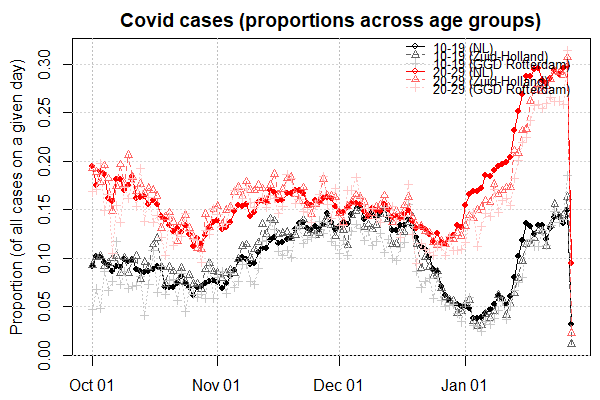 Covid cases (proportions across age groups)
10-19 (NL)
10-19 (Zuid-Holland)
10-19 (GGD Rotterdam)
20-29 (NL)
20-29 (Zuid-Holland)
20-29 (GGD Rotterdam)
Proportion (of all cases on a given day)
0.30
0.25
0.20
0.15
0.10
0.05
0.00
Oct 01 Nov 01 Dec 01 Jan 01